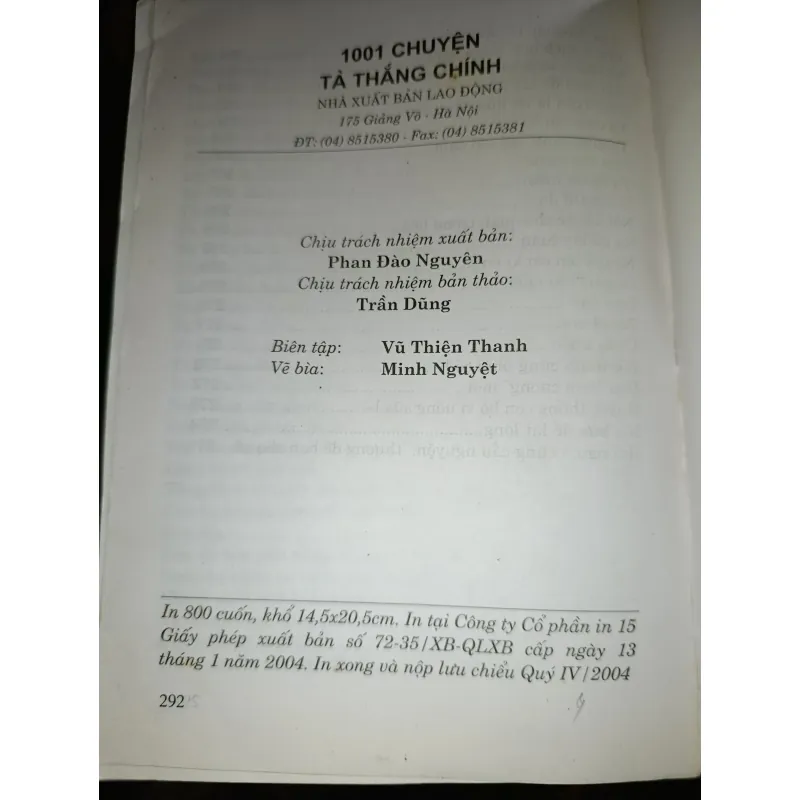 1001 CHUYỆN
TÀ THẮNG CHÍNH
NHÀ XUẤT BẢN LAO ĐỘNG
175 Giảng Võ - Hà Nội
ĐT: (04) 8515380 - Fax: (04) 8515381
Chịu trách nhiệm xuất bản:
Phan Đào Nguyên
Chịu trách nhiệm bản thảo:
Trần Dũng
Biên tập: Vũ Thiện Thanh
Vẽ bìa: Minh Nguyệt
In 800 cuốn, khổ 14,5x20,5cm. In tại Công ty Cổ phần in 15
Giấy phép xuất bản số 72-35/XB-QLXB cấp ngày 13
tháng 1 năm 2004. In xong và nộp lưu chiểu Quý IV/2004
292